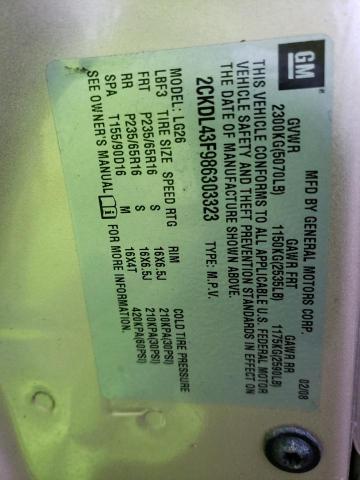 GM
MFD BY GENERAL MOTORS CORP. 02/08
GVWR GAWR FRT GAWR RR
2300KG(5070LB) 1150KG(2535LB) 1175KG(2590LB)
THIS VEHICLE CONFORMS TO ALL APPLICABLE U.S. FEDERAL MOTOR
VEHICLE SAFETY AND THEFT PREVENTION STANDARDS IN EFFECT ON
THE DATE OF MANUFACTURE SHOWN ABOVE.
2CKDL43F986303323 TYPE: M.P.V.
MODEL: LG26
LBF3 TIRE SIZE SPEED RTG RIM COLD TIRE PRESSURE
FRT P235/65R16 S 16X6.5J 210KPA(30PSI)
RR P235/65R16 S 16X6.5J 210KPA(30PSI)
SPA T155/90D16 M 16X4T 420KPA(60PSI)
SEE OWNER'S MANUAL FOR MORE INFORMATION.